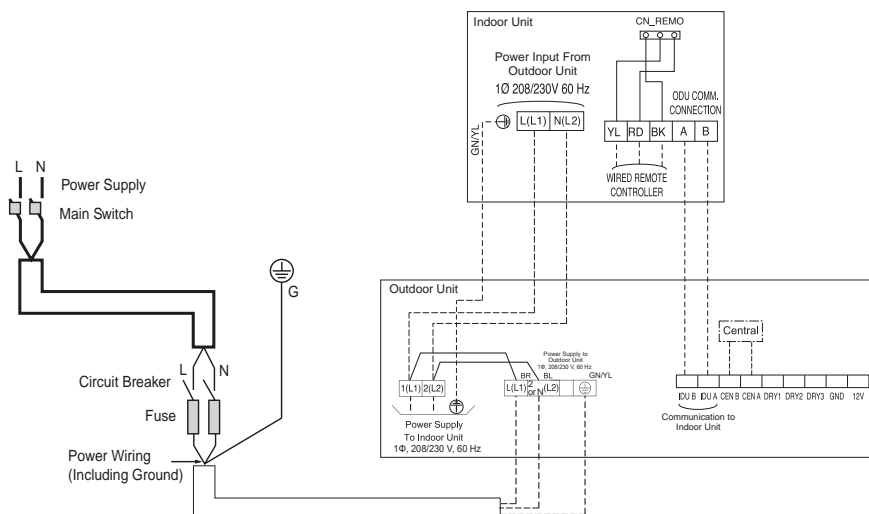 Indoor Unit
CN_REMO
Power Input From
Outdoor Unit
1Ø 208/230V 60 Hz
ODU COMM.
CONNECTION
L(L1) N(L2)
YL RD BK A B
GN/YL
WIRED REMOTE
CONTROLLER
L N
Power Supply
Main Switch
G
Outdoor Unit
Central
Power Supply to
Outdoor Unit
1Φ, 208/230 V, 60 Hz
BR BL GN/YL
1(L1) 2(L2)
L(L1) 2 or N (L2)
Power Supply
To Indoor Unit
1Φ, 208/230 V, 60 Hz
IDU B IDU A CEN B CEN A DRY1 DRY2 DRY3 GND 12V
Communication to
Indoor Unit
L N
Circuit Breaker
Fuse
Power Wiring
(Including Ground)